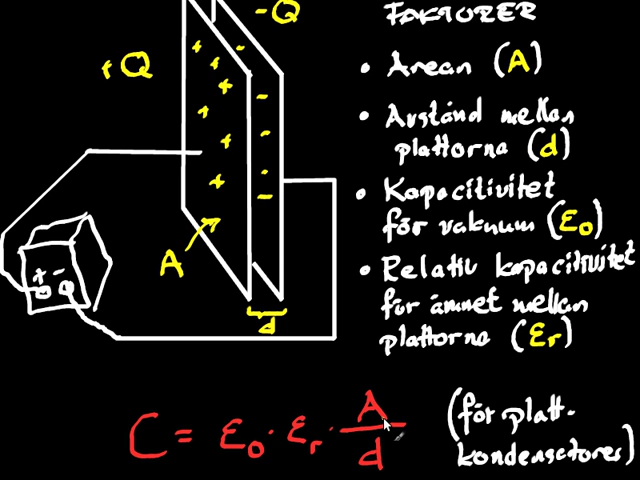 FAKTORER
-Q
+Q
• Arean (A)
• Avstånd mellan
plattorna (d)
• Kapacitivitet
för vakuum (ε₀)
• Relativ kapacitivitet
för ämnet mellan
plattorna (εᵣ)
A
d
+ -
C = ε₀ · εᵣ · A/d
(för platt-
kondensatorer)